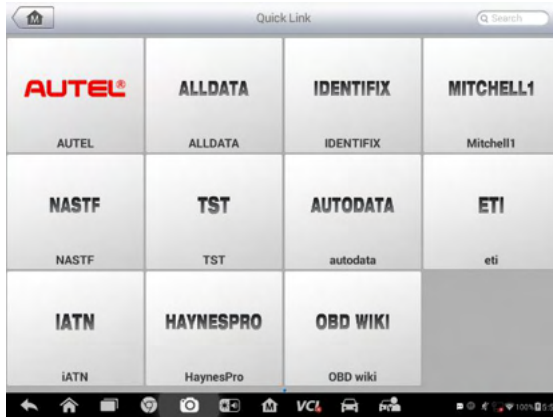 Quick Link
Search
AUTEL®
ALLDATA
IDENTIFIX
MITCHELL1
AUTEL
ALLDATA
IDENTIFIX
Mitchell1
NASTF
TST
AUTODATA
ETI
NASTF
TST
autodata
eti
IATN
HAYNESPRO
OBD WIKI
iATN
HaynesPro
OBD wiki
VCI
100%